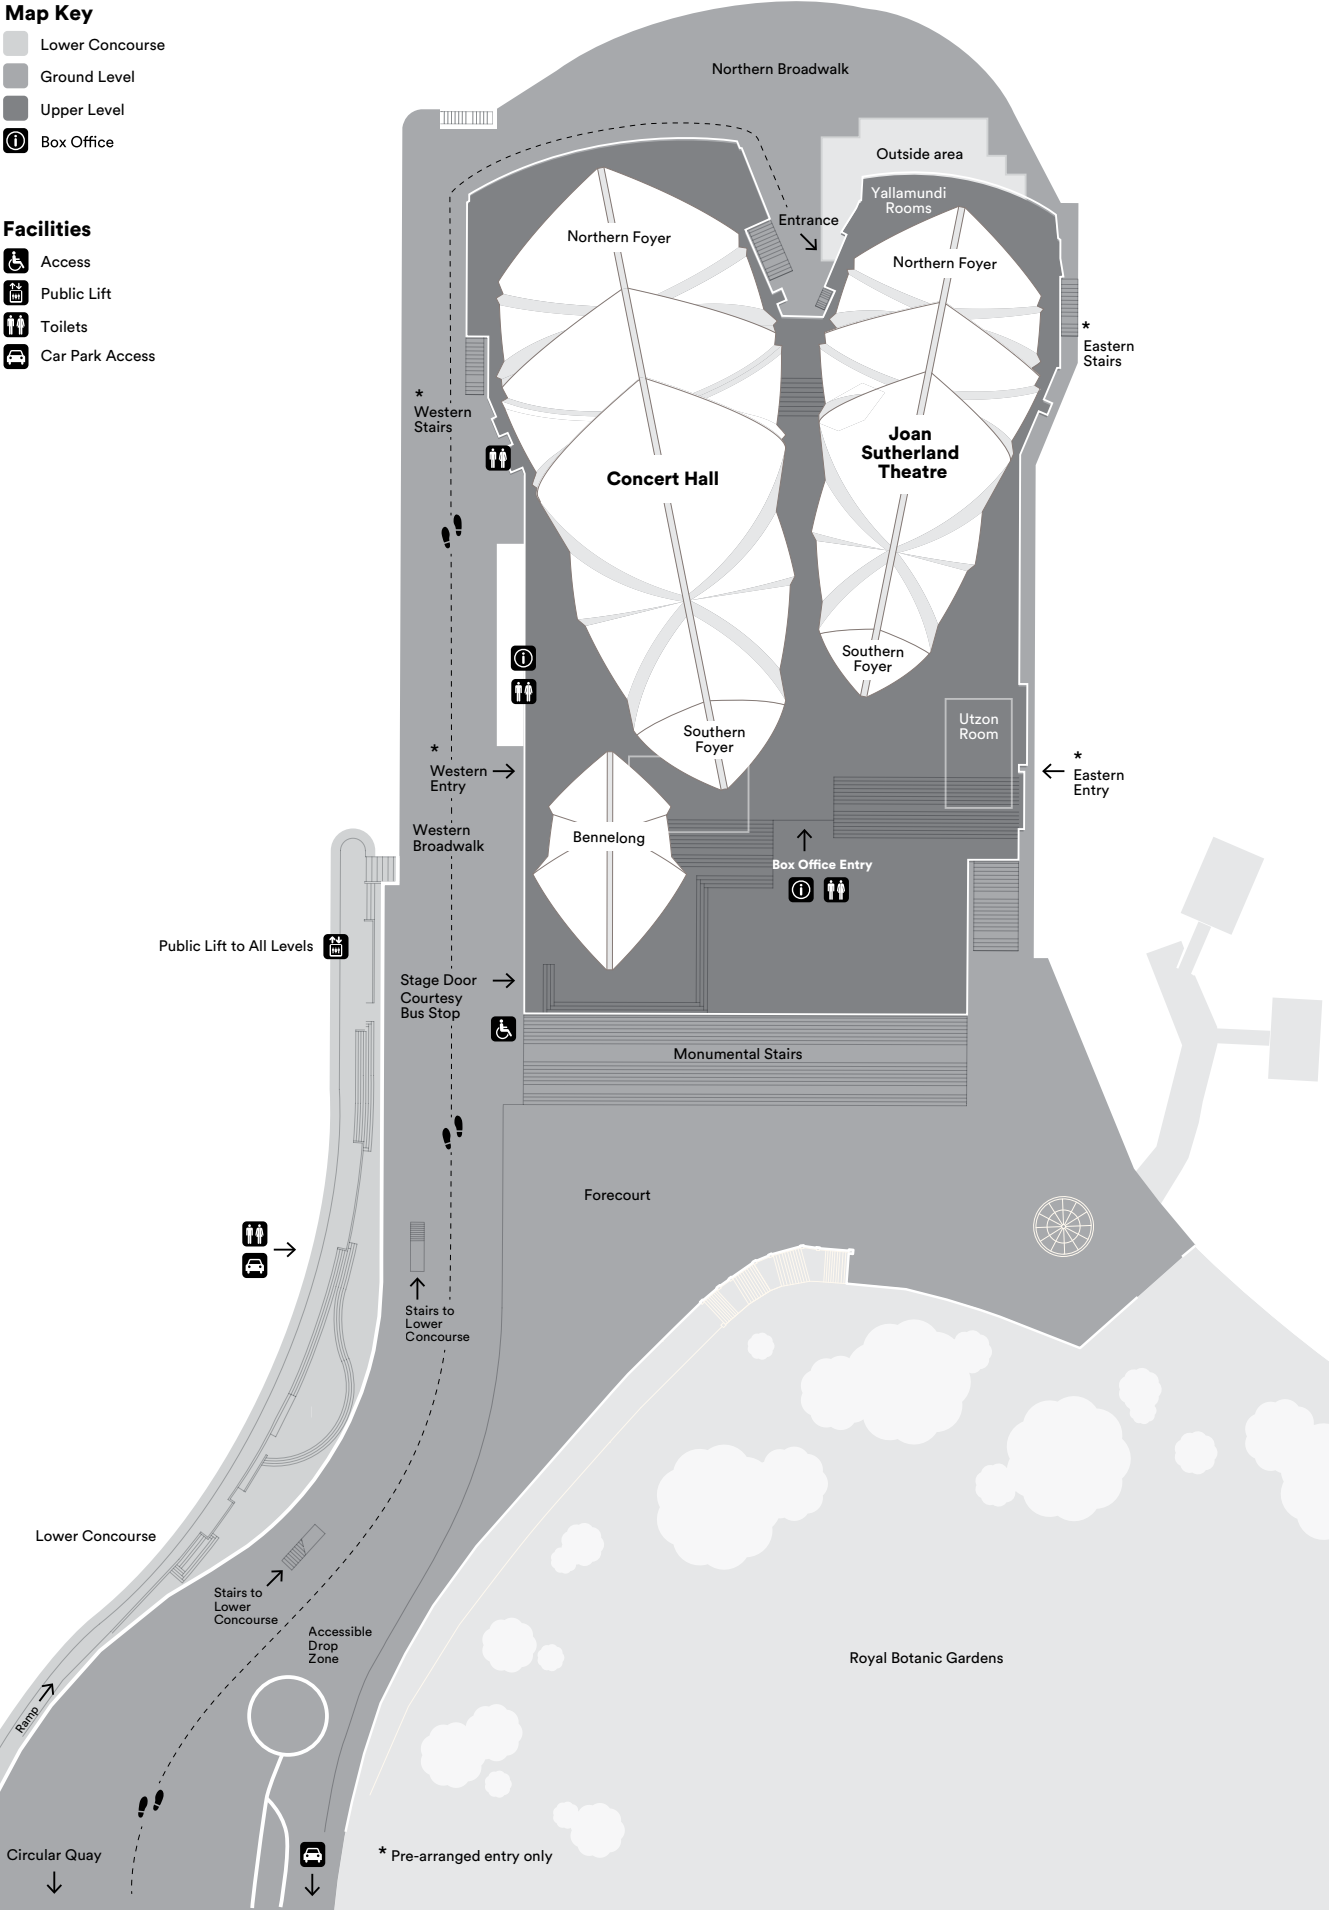 Map Key
Lower Concourse
Ground Level
Upper Level
Box Office
Facilities
Access
Public Lift
Toilets
Car Park Access
Northern Broadwalk
Outside area
Yallamundi
Rooms
Entrance
Northern Foyer
Northern Foyer
*
Eastern
Stairs
*
Western
Stairs
Joan
Sutherland
Theatre
Concert Hall
Southern
Foyer
Southern
Foyer
Utzon
Room
*
Western
Entry
*
Eastern
Entry
Western
Broadwalk
Bennelong
Box Office Entry
Public Lift to All Levels
Stage Door
Courtesy
Bus Stop
Monumental Stairs
Forecourt
Stairs to
Lower
Concourse
Lower Concourse
Stairs to
Lower
Concourse
Accessible
Drop
Zone
Royal Botanic Gardens
Ramp
Circular Quay
* Pre-arranged entry only